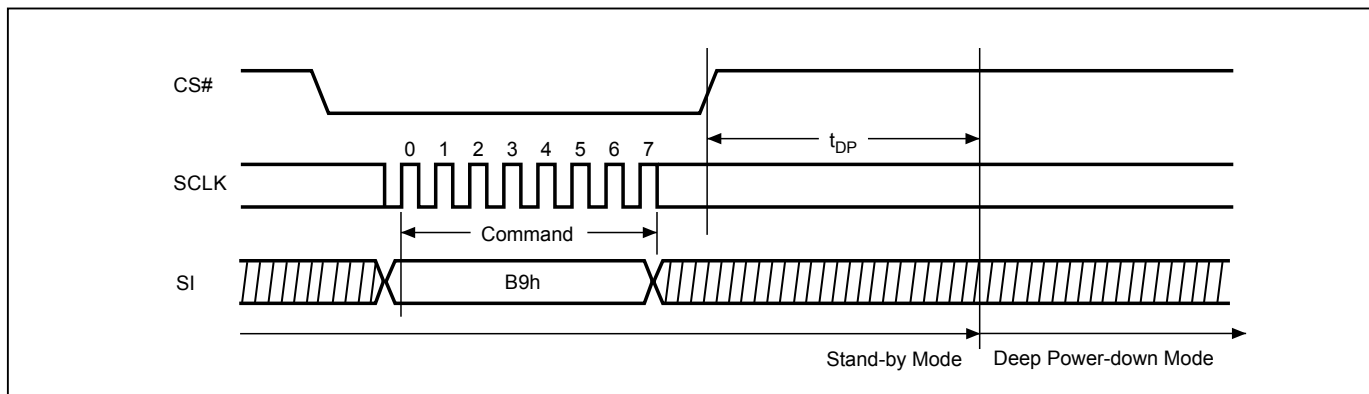 CS#
t_DP
0 1 2 3 4 5 6 7
SCLK
Command
SI
B9h
Stand-by Mode Deep Power-down Mode